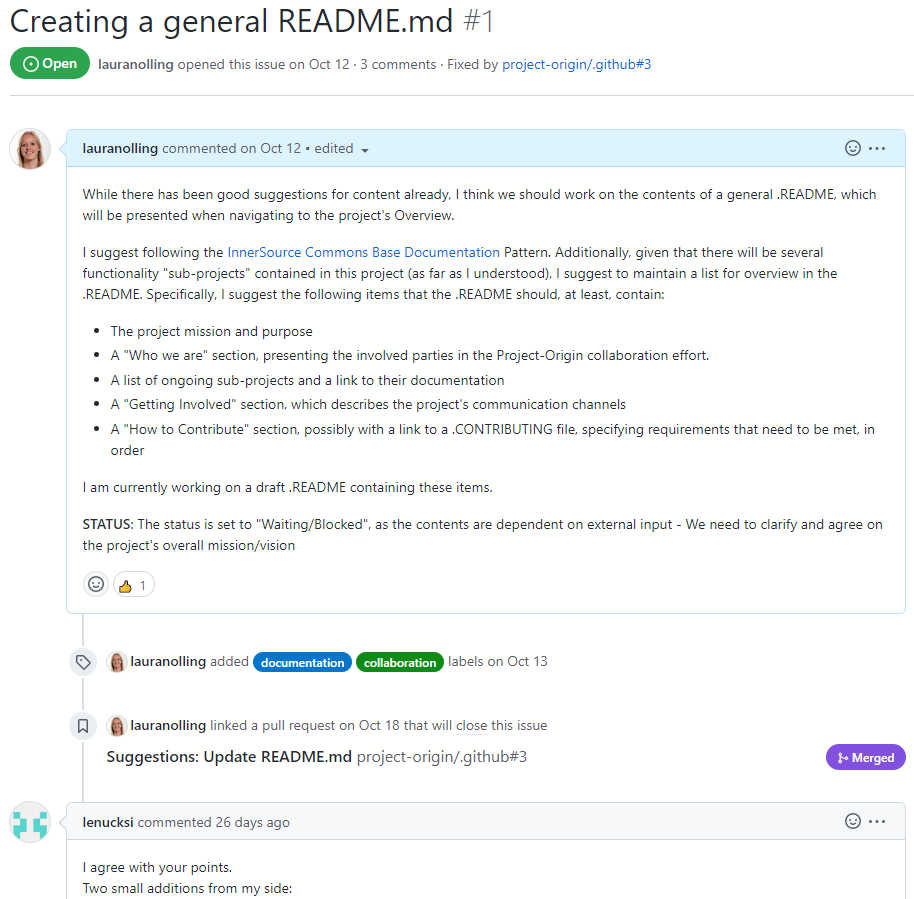 Creating a general README.md #1
Open lauranolling opened this issue on Oct 12 · 3 comments · Fixed by project-origin/.github#3
lauranolling commented on Oct 12 • edited
While there has been good suggestions for content already, I think we should work on the contents of a general .README, which
will be presented when navigating to the project's Overview.
I suggest following the InnerSource Commons Base Documentation Pattern. Additionally, given that there will be several
functionality "sub-projects" contained in this project (as far as I understood), I suggest to maintain a list for overview in the
.README. Specifically, I suggest the following items that the .README should, at least, contain:
• The project mission and purpose
• A "Who we are" section, presenting the involved parties in the Project-Origin collaboration effort.
• A list of ongoing sub-projects and a link to their documentation
• A "Getting Involved" section, which describes the project's communication channels
• A "How to Contribute" section, possibly with a link to a .CONTRIBUTING file, specifying requirements that need to be met, in
order
I am currently working on a draft .README containing these items.
STATUS: The status is set to "Waiting/Blocked", as the contents are dependent on external input - We need to clarify and agree on
the project's overall mission/vision
👍 1
lauranolling added documentation collaboration labels on Oct 13
lauranolling linked a pull request on Oct 18 that will close this issue
Suggestions: Update README.md project-origin/.github#3 Merged
lenucksi commented 26 days ago
I agree with your points.
Two small additions from my side: